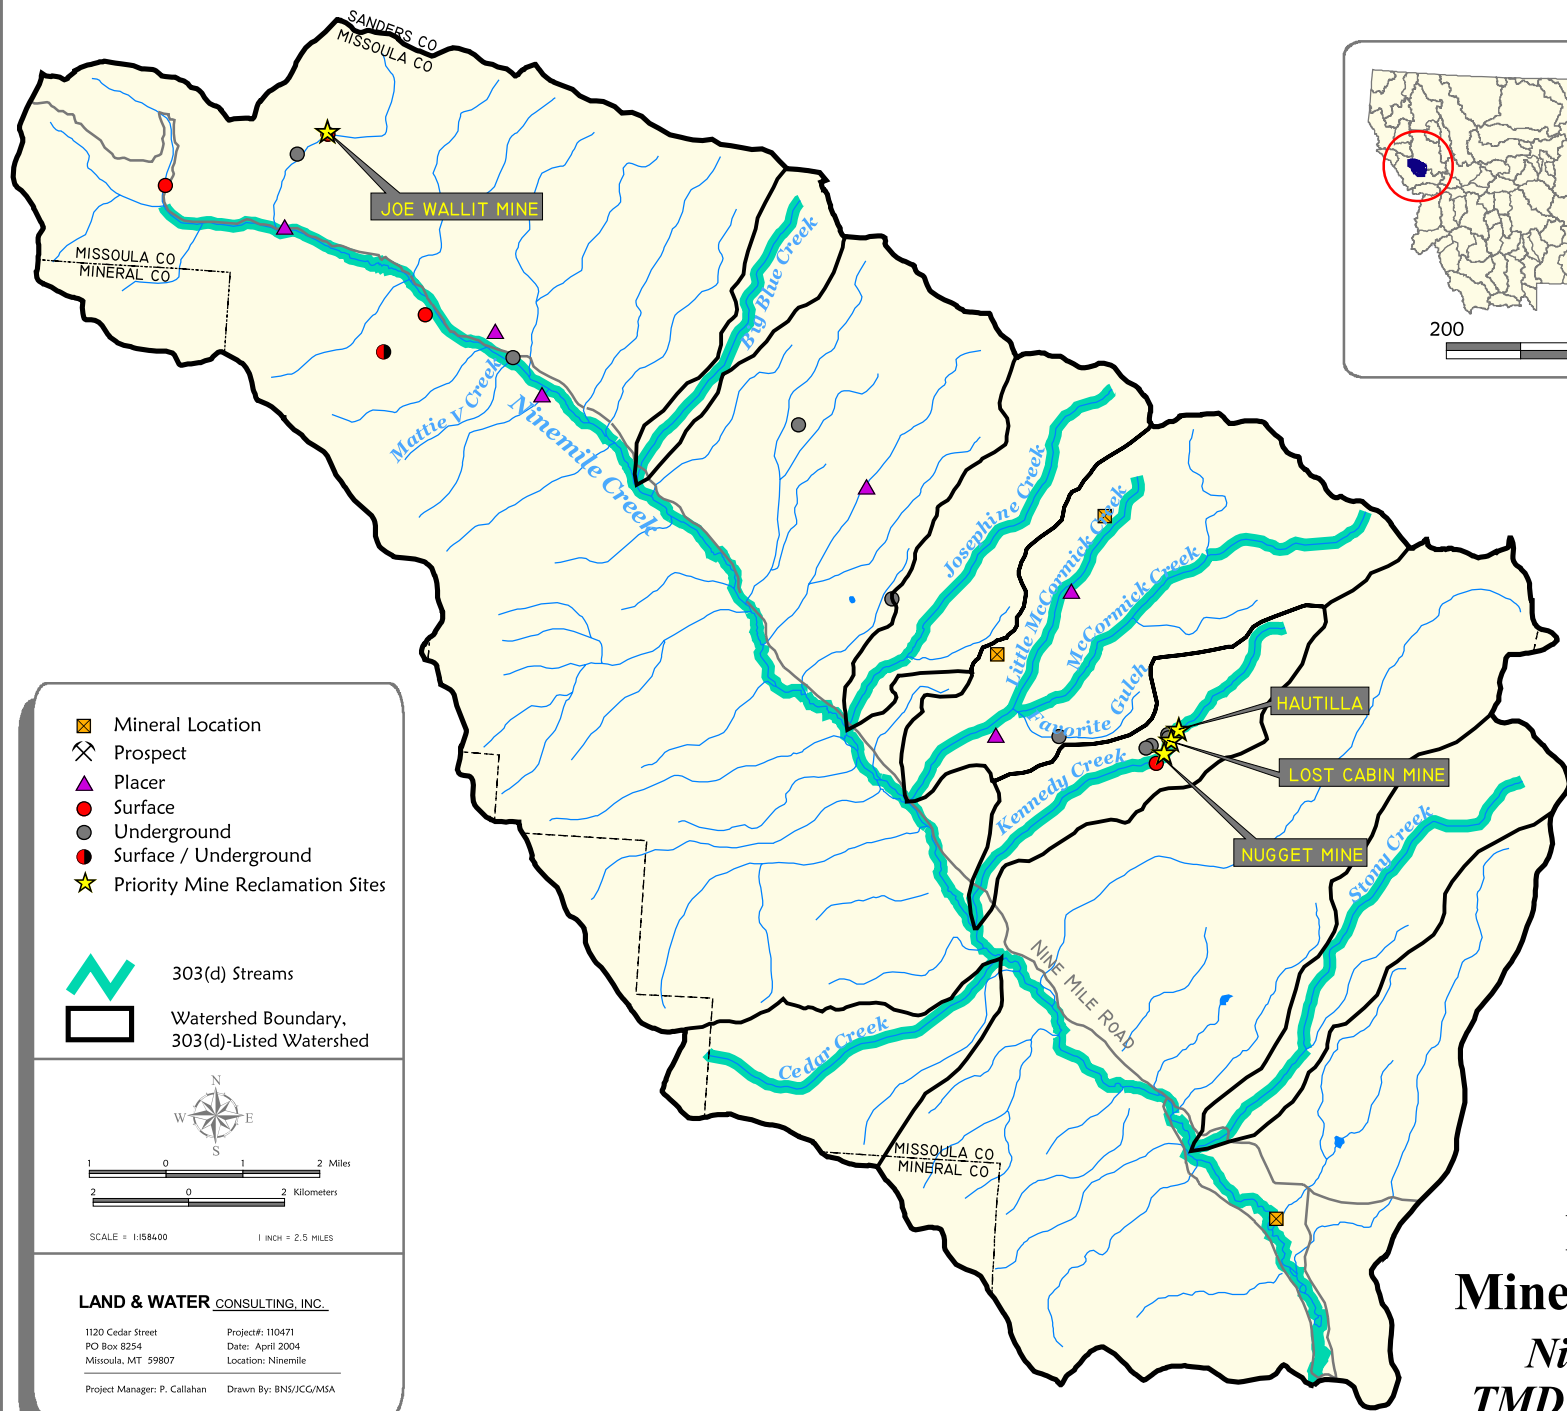 SANDERS CO
MISSOULA CO
JOE WALLIT MINE
MISSOULA CO
MINERAL CO
Big Blue Creek
200
Mattie V Creek
Ninemile Creek
Josephine Creek
Little McCormick Creek
McCormick Creek
Favorite Gulch
HAUTILLA
LOST CABIN MINE
Kennedy Creek
NUGGET MINE
Stony Creek
NINE MILE ROAD
Cedar Creek
MISSOULA CO
MINERAL CO
Mineral Location
Prospect
Placer
Surface
Underground
Surface / Underground
Priority Mine Reclamation Sites
303(d) Streams
Watershed Boundary,
303(d)-Listed Watershed
N
W E
S
1 0 1 2 Miles
2 0 2 Kilometers
SCALE = 1:158400 1 INCH = 2.5 MILES
LAND & WATER CONSULTING, INC.
1120 Cedar Street Project#: 110471
PO Box 8254 Date: April 2004
Missoula, MT 59807 Location: Ninemile
Project Manager: P. Callahan Drawn By: BNS/JCG/MSA
Mine
Ni
TMD